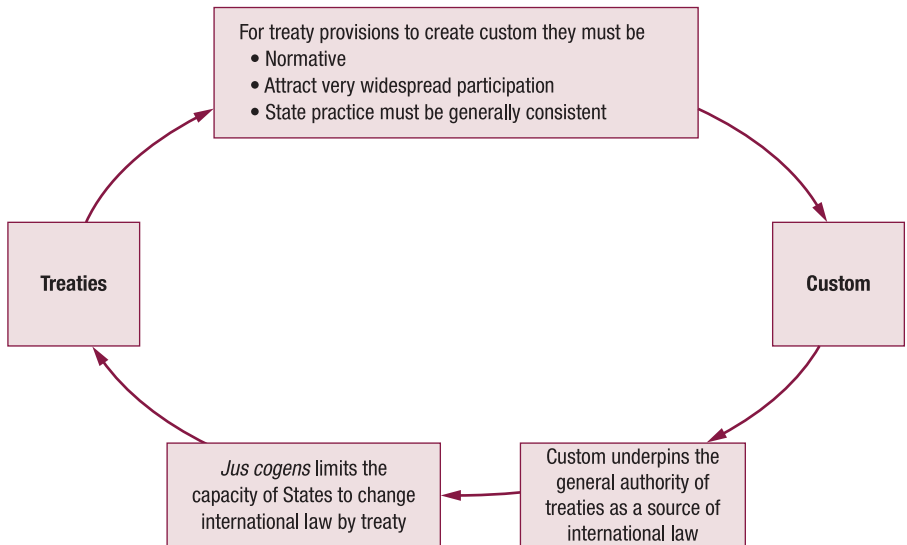 For treaty provisions to create custom they must be
• Normative
• Attract very widespread participation
• State practice must be generally consistent
Treaties
Custom
Jus cogens limits the
capacity of States to change
international law by treaty
Custom underpins the
general authority of
treaties as a source of
international law